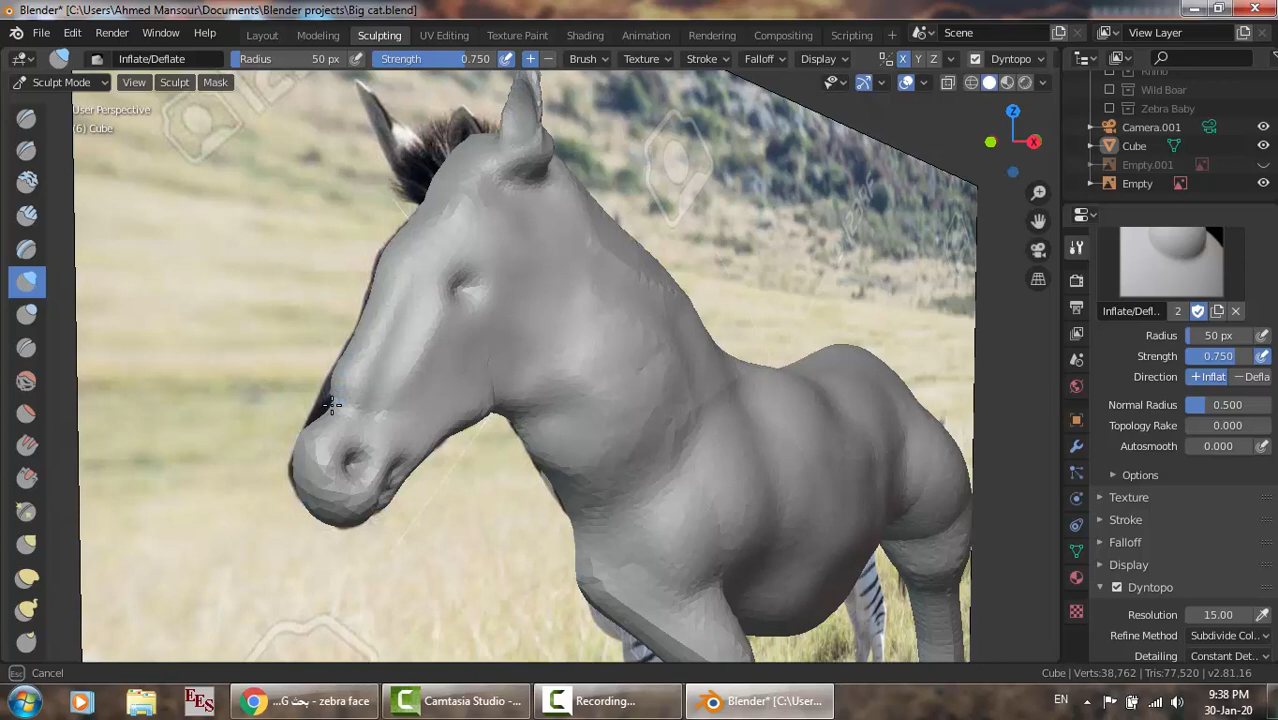 Blender* [C:\Users\Ahmed Mansour\Documents\Blender projects\Big cat.blend]
File Edit Render Window Help Layout Modeling Sculpting UV Editing Texture Paint Shading Animation Rendering Compositing Scripting + Scene View Layer
Inflate/Deflate Radius 50 px Strength 0.750 Brush Texture Stroke Falloff Display X Y Z Dyntopo
Sculpt Mode View Sculpt Mask
User Perspective
(6) Cube
Z
X
Rhino
Wild Boar
Zebra Baby
Camera.001
Cube
Empty.001
Empty
Inflate/Defl.. 2
Radius 50 px
Strength 0.750
Direction + Inflat — Defla
Normal Radius 0.500
Topology Rake 0.000
Autosmooth 0.000
Options
Texture
Stroke
Falloff
Display
Dyntopo
Resolution 15.00
Refine Method Subdivide Col..
Detailing Constant Det..
Esc Cancel Cube | Verts:38,762 | Tris:77,520 | v2.81.16
...G بحث - zebra face Camtasia Studio -... Recording... Blender* [C:\User... EN 9:38 PM
EES 30-Jan-20